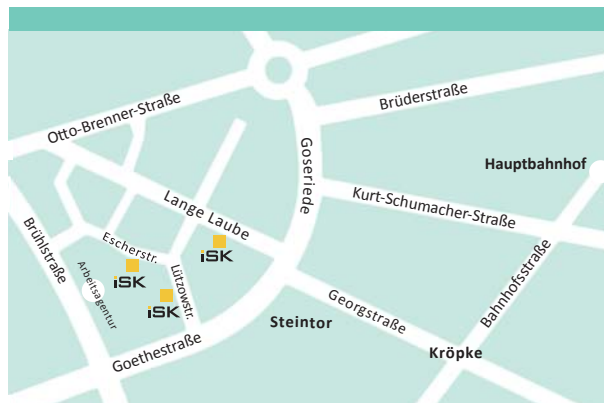 Otto-Brenner-Straße
Brüderstraße
Goseriede
Hauptbahnhof
Lange Laube
Kurt-Schumacher-Straße
Brühlstraße
Escherstr.
iSK
Arbeitsagentur
iSK
Lützowstr.
iSK
Bahnhofsstraße
Georgstraße
Steintor
Goethestraße
Kröpke